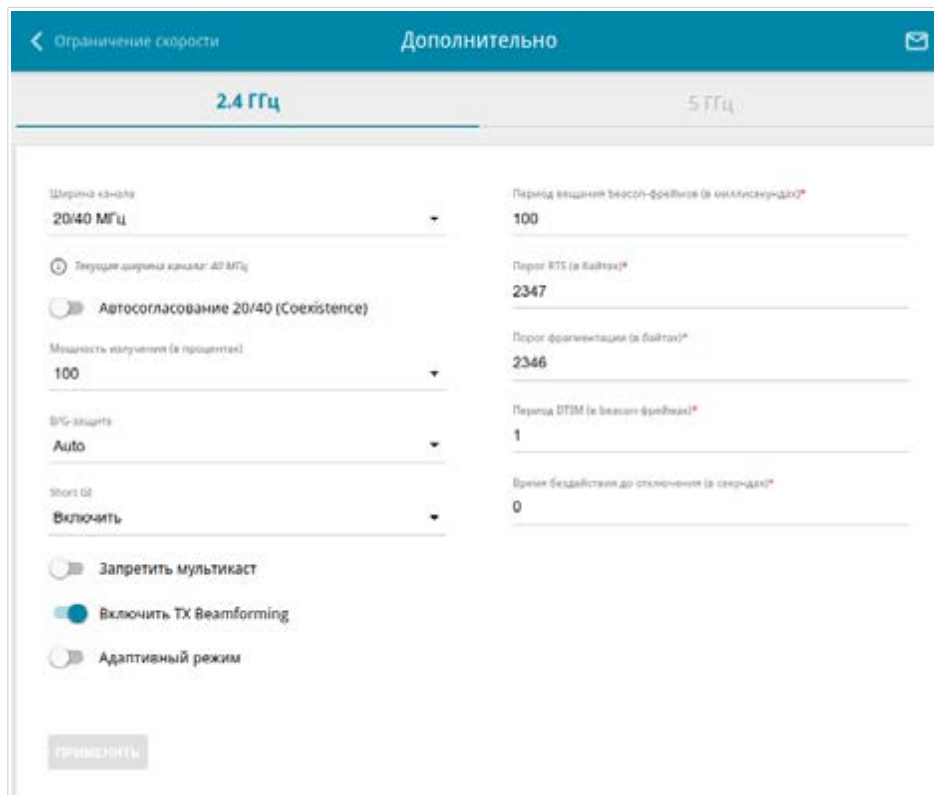 Ограничение скорости
Дополнительно
2.4 ГГц
5 ГГц
Ширина канала
20/40 МГц
Текущая ширина канала: 40 МГц
Автосогласование 20/40 (Coexistence)
Мощность излучения (в процентах)
100
B/G-защита
Auto
Short GI
Включить
Запретить мультикаст
Включить TX Beamforming
Адаптивный режим
ПРИМЕНИТЬ
Период вещания beacon-фреймов (в миллисекундах)*
100
Порог RTS (в байтах)*
2347
Порог фрагментации (в байтах)*
2346
Период DTIM (в beacon-фреймах)*
1
Время бездействия до отключения (в секундах)*
0